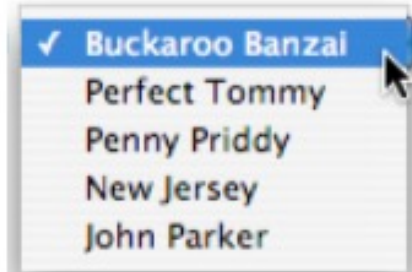 ✓ Buckaroo Banzai
Perfect Tommy
Penny Priddy
New Jersey
John Parker